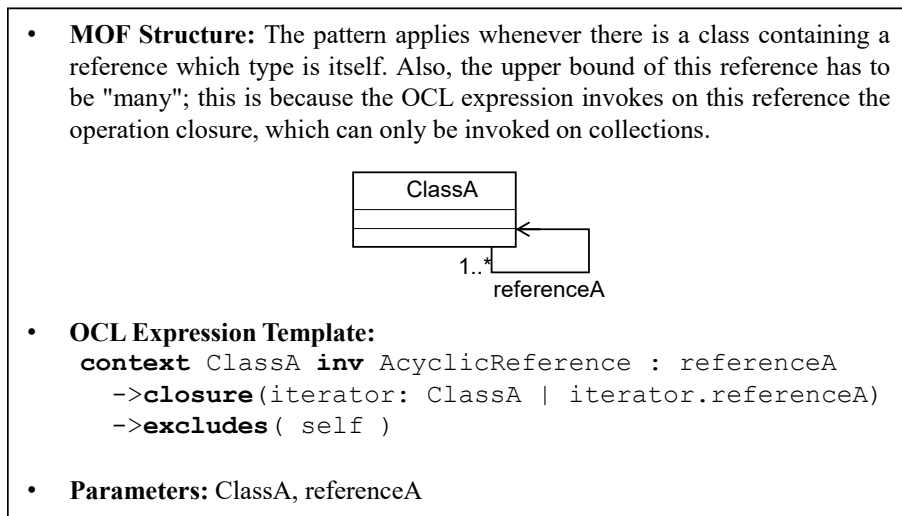 • MOF Structure: The pattern applies whenever there is a class containing a
reference which type is itself. Also, the upper bound of this reference has to
be "many"; this is because the OCL expression invokes on this reference the
operation closure, which can only be invoked on collections.
ClassA
1..*
referenceA
• OCL Expression Template:
context ClassA inv AcyclicReference : referenceA
->closure(iterator: ClassA | iterator.referenceA)
->excludes( self )
• Parameters: ClassA, referenceA